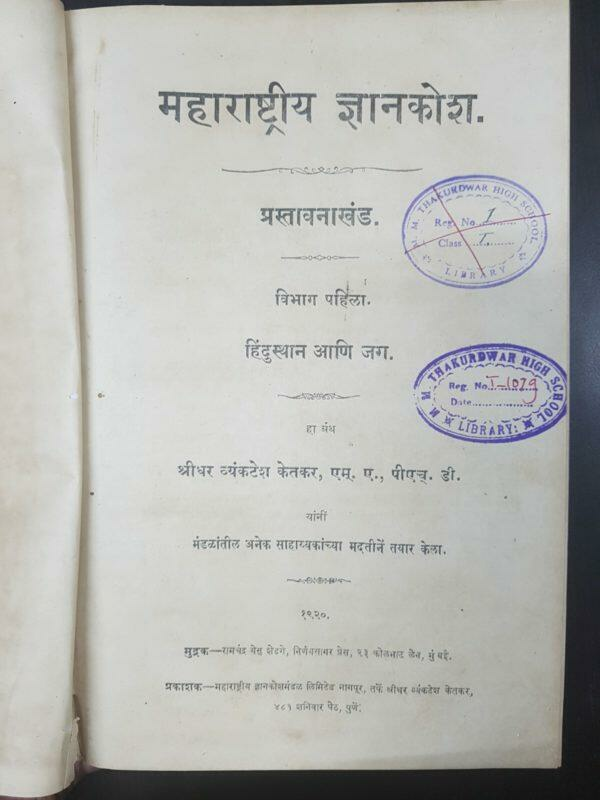 महाराष्ट्रीय ज्ञानकोश.
प्रस्तावनाखंड.
M. M. THAKURDWAR HIGH SCHOOL
Reg. No. 1
Class I.
LIBRARY
विभाग पहिला.
हिंदुस्थान आणि जग.
M. M. THAKURDWAR HIGH SCHOOL
Reg. No. I-1029
Date
LIBRARY:
हा ग्रंथ
श्रीधर व्यंकटेश केतकर, एम्. ए., पीएच्. डी.
यांनीं
मंडळांतील अनेक साहाय्यकांच्या मदतीनें तयार केला.
१९२०.
मुद्रक—रामचंद्र येसु शेडगे, निर्णयसागर प्रेस, २३ कोलभाट लेन, मुंबई.
प्रकाशक—महाराष्ट्रीय ज्ञानकोशमंडळ लिमिटेड नागपूर, तर्फे श्रीधर व्यंकटेश केतकर,
४८१ शनिवार पेठ, पुणें.